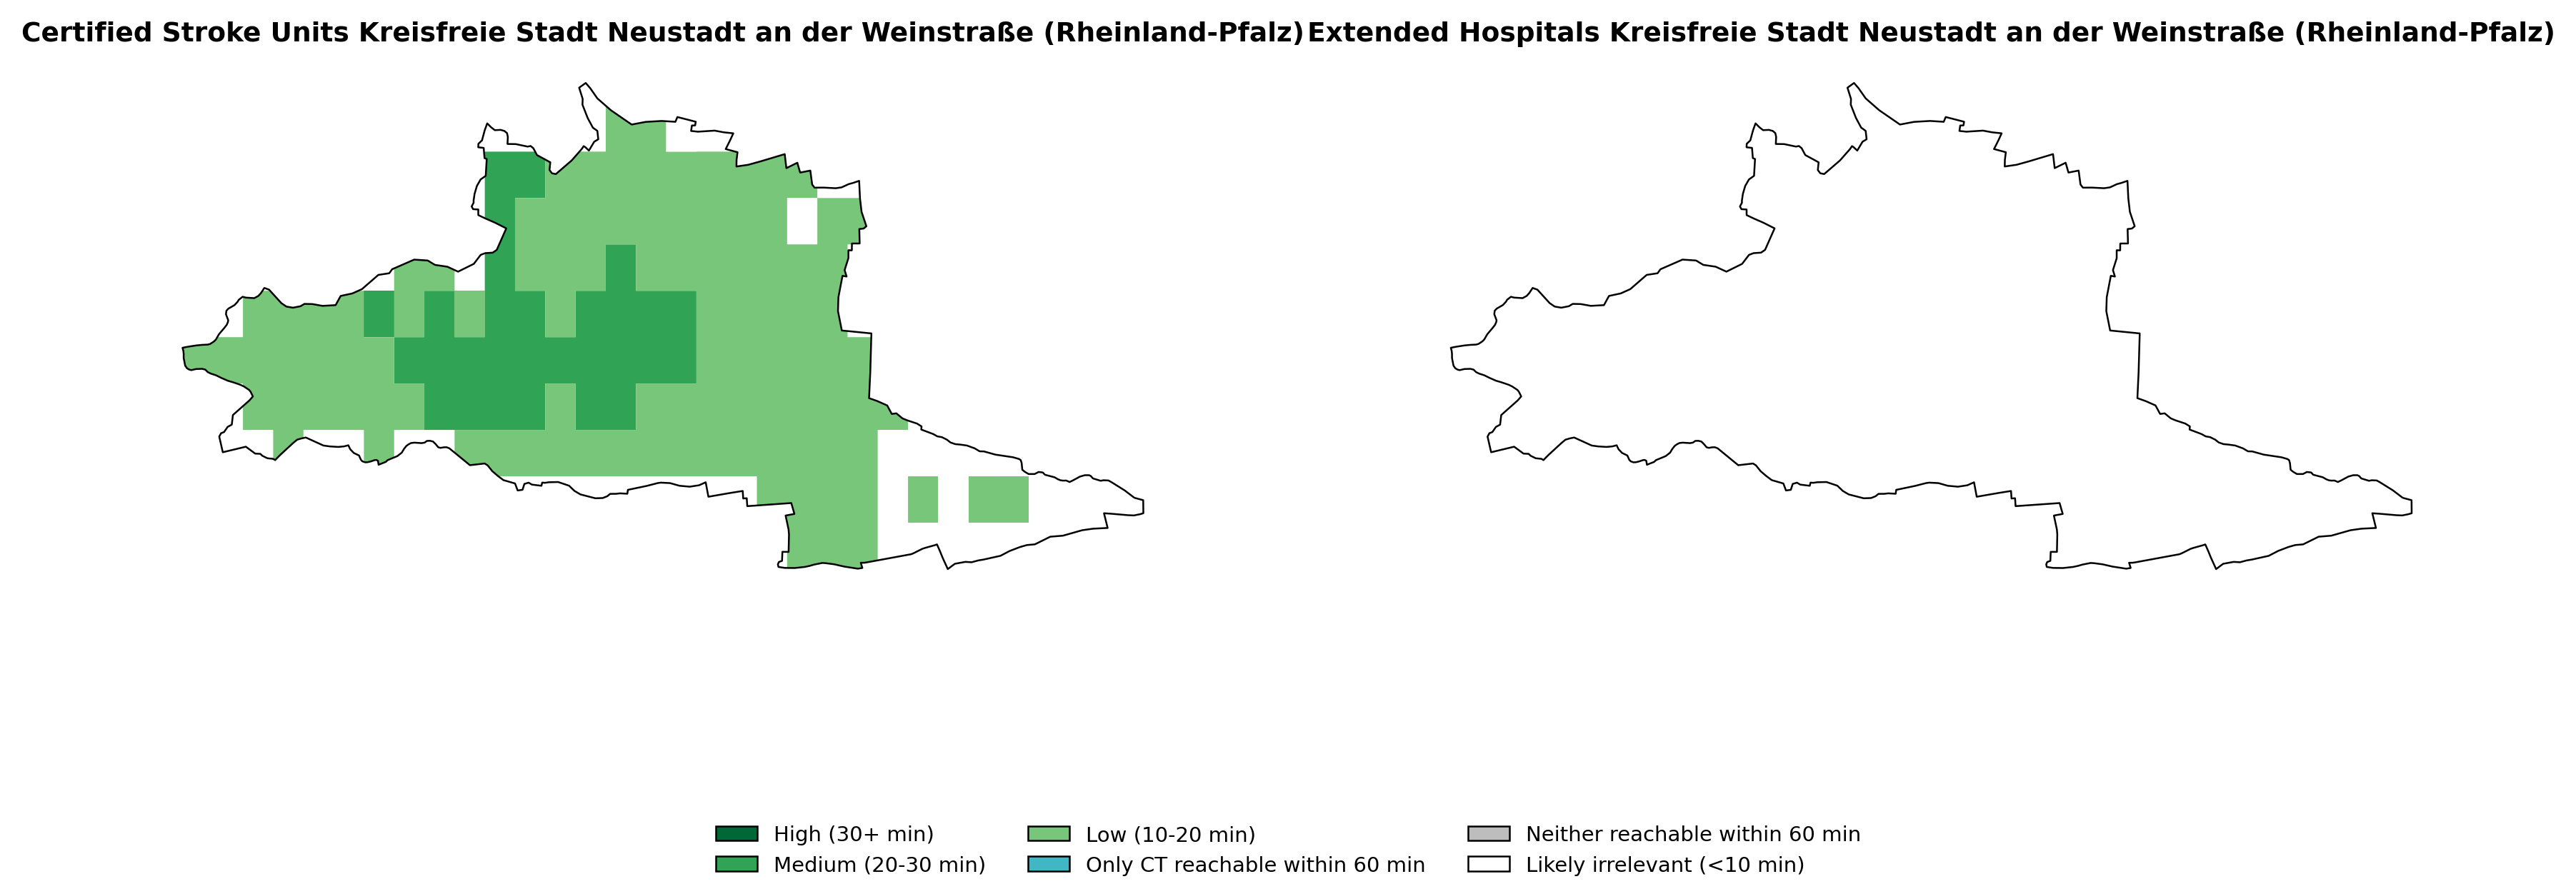 Certified Stroke Units Kreisfreie Stadt Neustadt an der Weinstraße (Rheinland-Pfalz)
Extended Hospitals Kreisfreie Stadt Neustadt an der Weinstraße (Rheinland-Pfalz)
High (30+ min)
Medium (20-30 min)
Low (10-20 min)
Only CT reachable within 60 min
Neither reachable within 60 min
Likely irrelevant (<10 min)